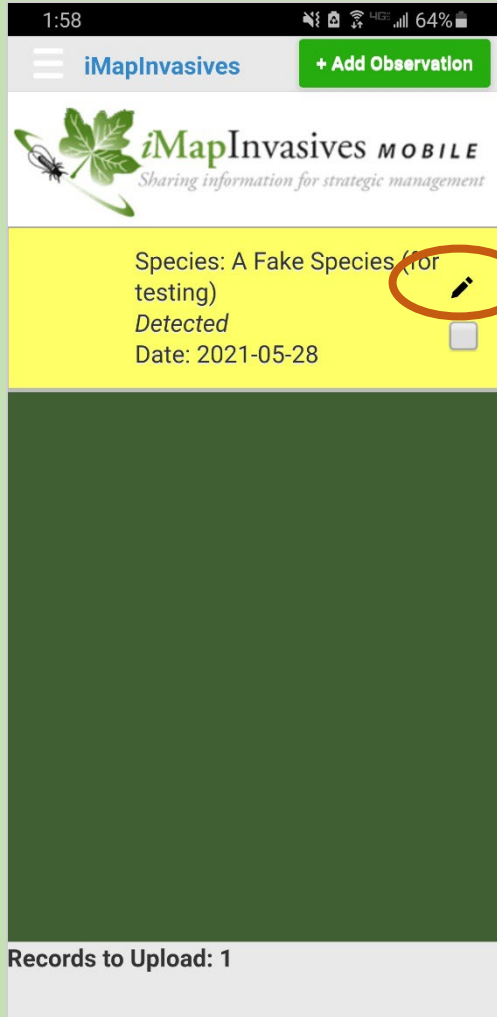 1:58 4GE 64%
iMapInvasives + Add Observation
iMapInvasives MOBILE
Sharing information for strategic management
Species: A Fake Species (for
testing)
Detected
Date: 2021-05-28
Records to Upload: 1